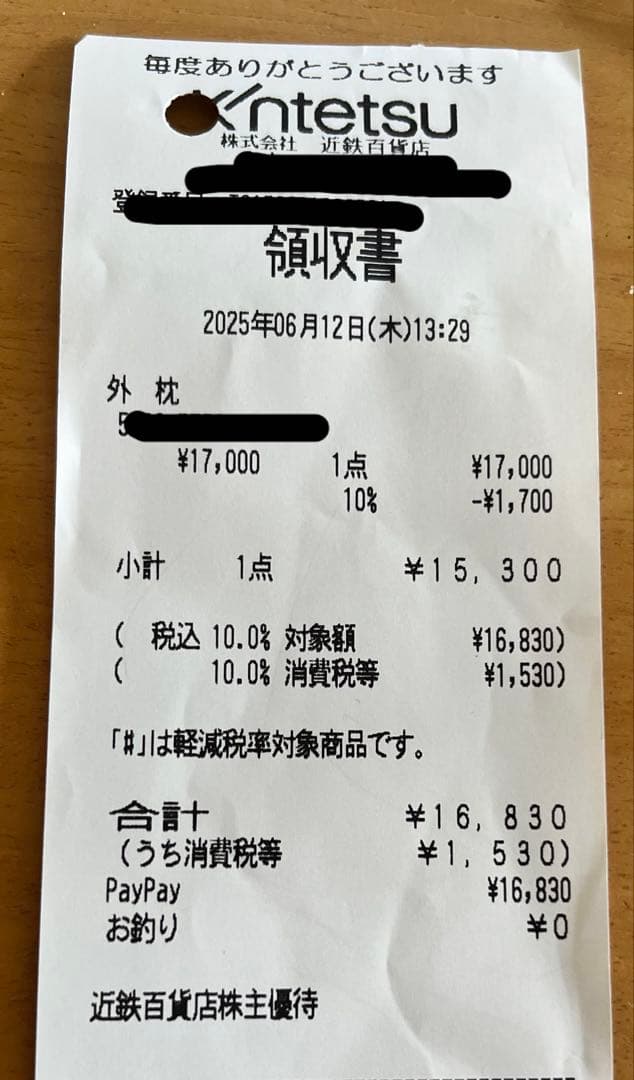 毎度ありがとうございます
Kintetsu
株式会社 近鉄百貨店
領収書
2025年06月12日(木)13:29
外 枕
¥17,000 1点 ¥17,000
10% -¥1,700
小計 1点 ¥15,300
( 税込 10.0% 対象額 ¥16,830)
( 10.0% 消費税等 ¥1,530)
「#」は軽減税率対象商品です。
合計 ¥16,830
(うち消費税等 ¥1,530)
PayPay ¥16,830
お釣り ¥0
近鉄百貨店株主優待